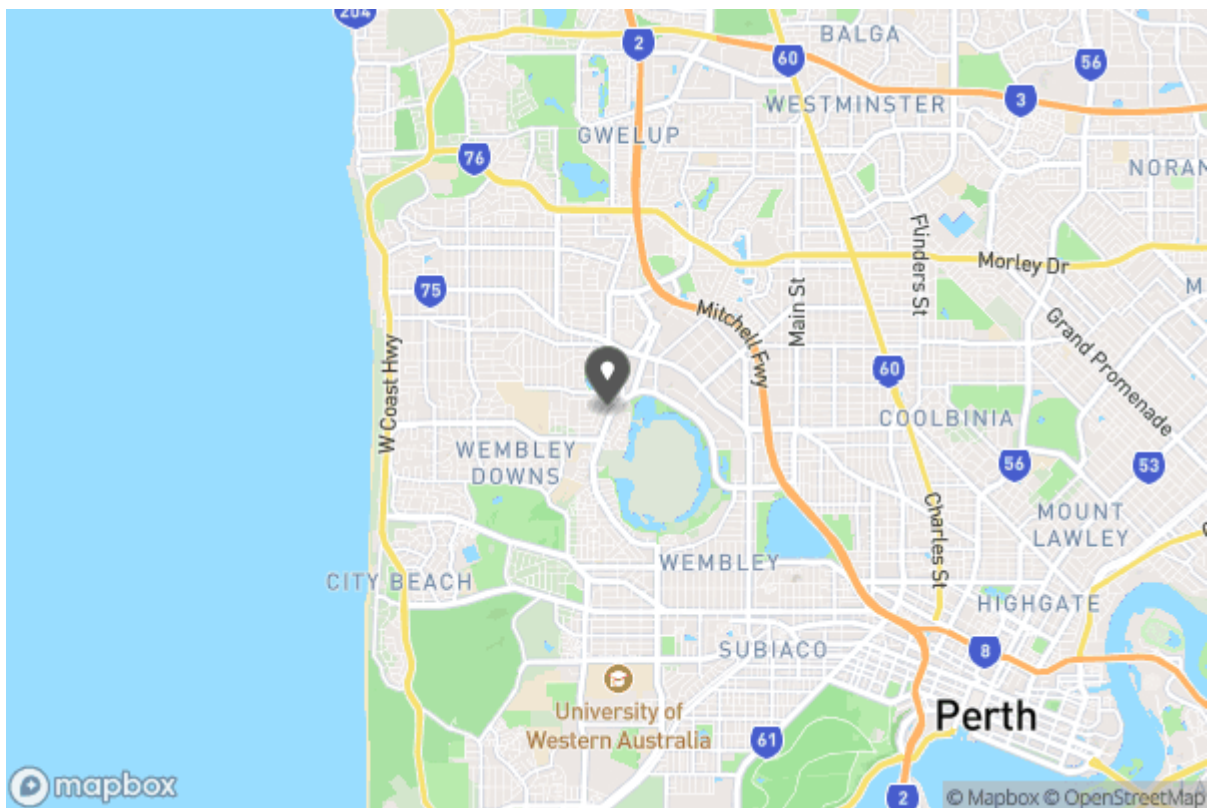 204
2
60
BALGA
56
WESTMINSTER
3
GWELUP
76
NORAN
Flinders St
Morley Dr
75
Main St
M
Mitchell Fwy
Grand Promenade
W Coast Hwy
60
COOLBINIA
WEMBLEY
DOWNS
56
53
Charles St
MOUNT
LAWLEY
WEMBLEY
CITY BEACH
HIGHGATE
SUBIACO
8
University of
Western Australia
61
Perth
2
mapbox
© Mapbox © OpenStreetMap